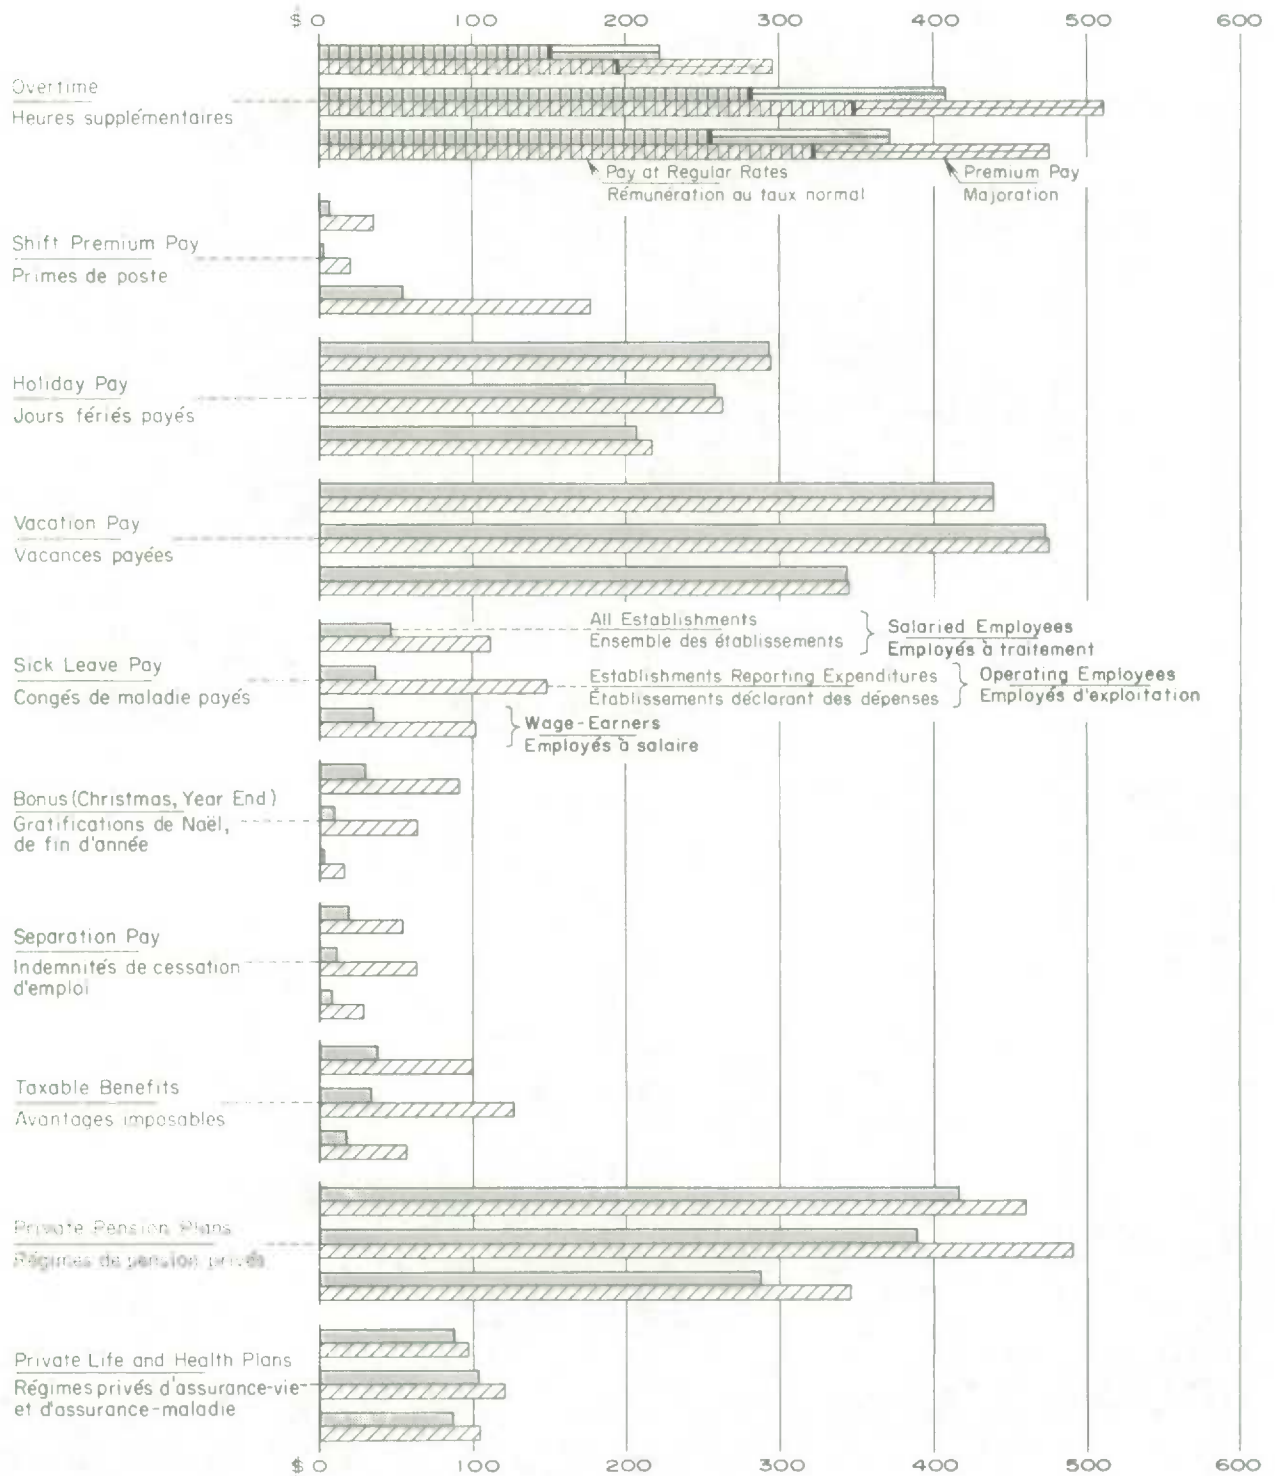 $ 0 100 200 300 400 500 600
Overtime
Heures supplémentaires
Pay at Regular Rates
Rémunération au taux normal
Premium Pay
Majoration
Shift Premium Pay
Primes de poste
Holiday Pay
Jours fériés payés
Vacation Pay
Vacances payées
All Establishments
Ensemble des établissements
Salaried Employees
Employés à traitement
Sick Leave Pay
Congés de maladie payés
Establishments Reporting Expenditures
Établissements déclarant des dépenses
Operating Employees
Employés d'exploitation
Wage-Earners
Employés à salaire
Bonus (Christmas, Year End)
Gratifications de Naël,
de fin d'année
Separation Pay
Indemnités de cessation
d'emploi
Taxable Benefits
Avantages imposables
Private Pension Plans
Régimes de pension privés
Private Life and Health Plans
Régimes privés d'assurance-vie
et d'assurance-maladie
$ 0 100 200 300 400 500 600